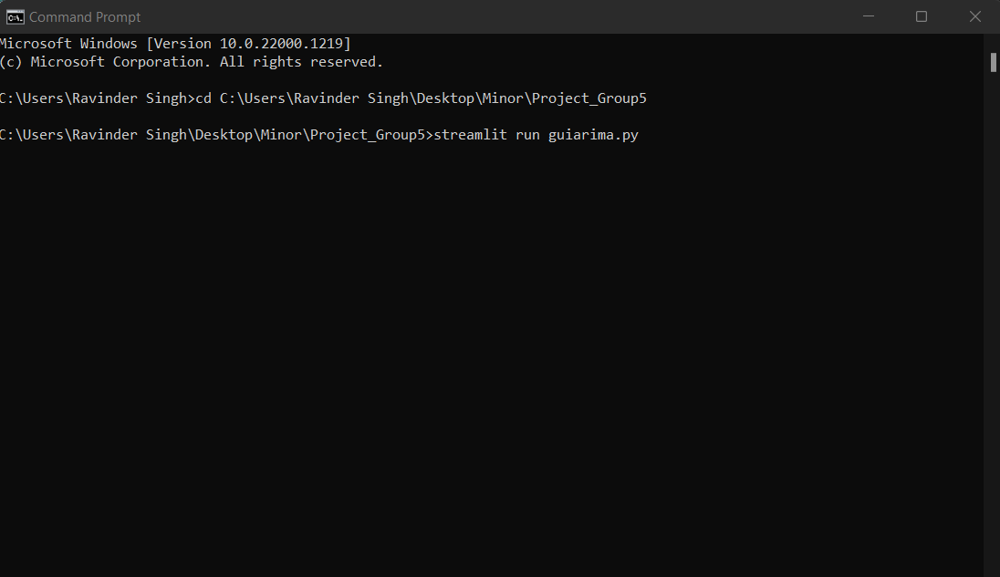 Command Prompt
Microsoft Windows [Version 10.0.22000.1219]
(c) Microsoft Corporation. All rights reserved.
C:\Users\Ravinder Singh>cd C:\Users\Ravinder Singh\Desktop\Minor\Project_Group5
C:\Users\Ravinder Singh\Desktop\Minor\Project_Group5>streamlit run guiarima.py